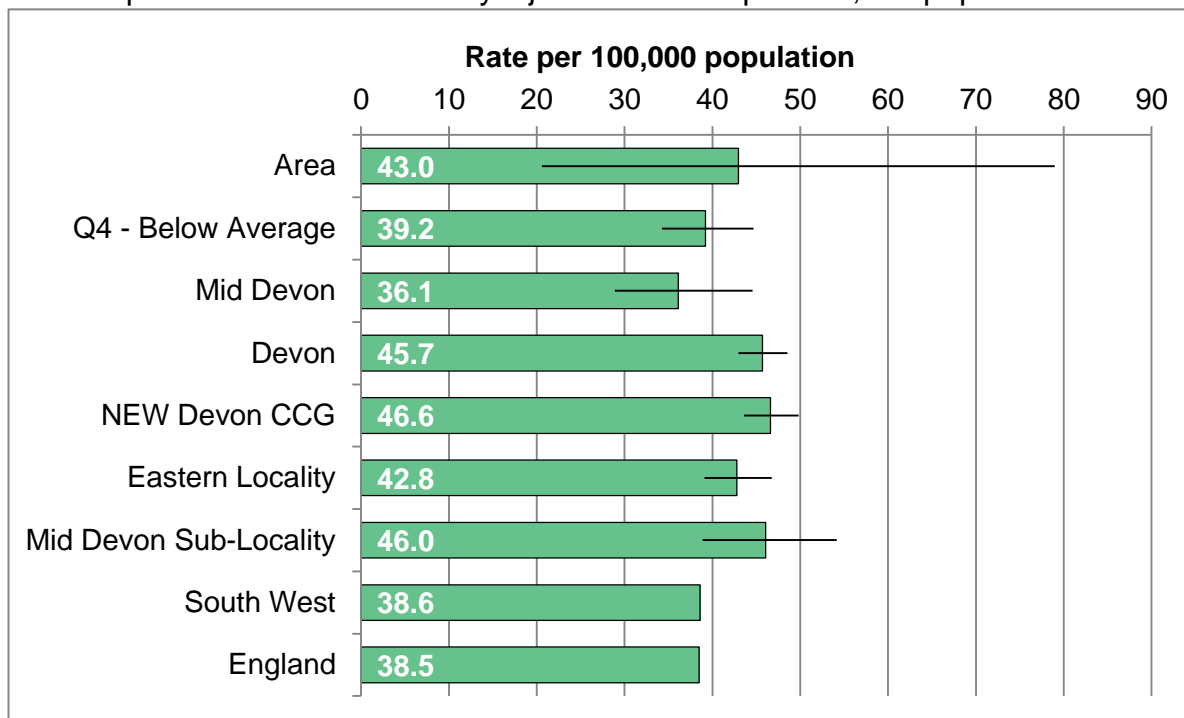 Rate per 100,000 population
0 10 20 30 40 50 60 70 80 90
Area 43.0
Q4 - Below Average 39.2
Mid Devon 36.1
Devon 45.7
NEW Devon CCG 46.6
Eastern Locality 42.8
Mid Devon Sub-Locality 46.0
South West 38.6
England 38.5